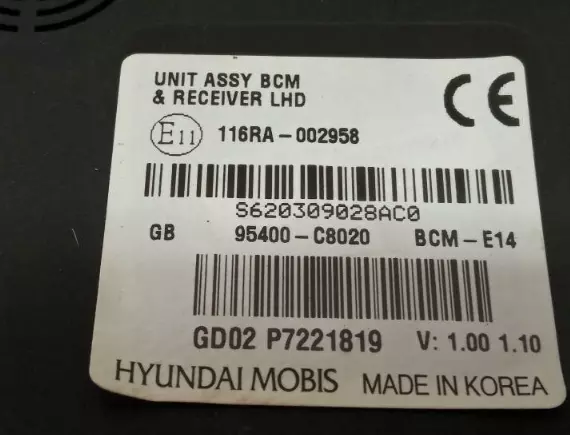 UNIT ASSY BCM
& RECEIVER LHD
CE
E11 116RA-002958
S620309028AC0
GB 95400-C8020 BCM-E14
GD02 P7221819 V: 1.00 1.10
HYUNDAI MOBIS MADE IN KOREA